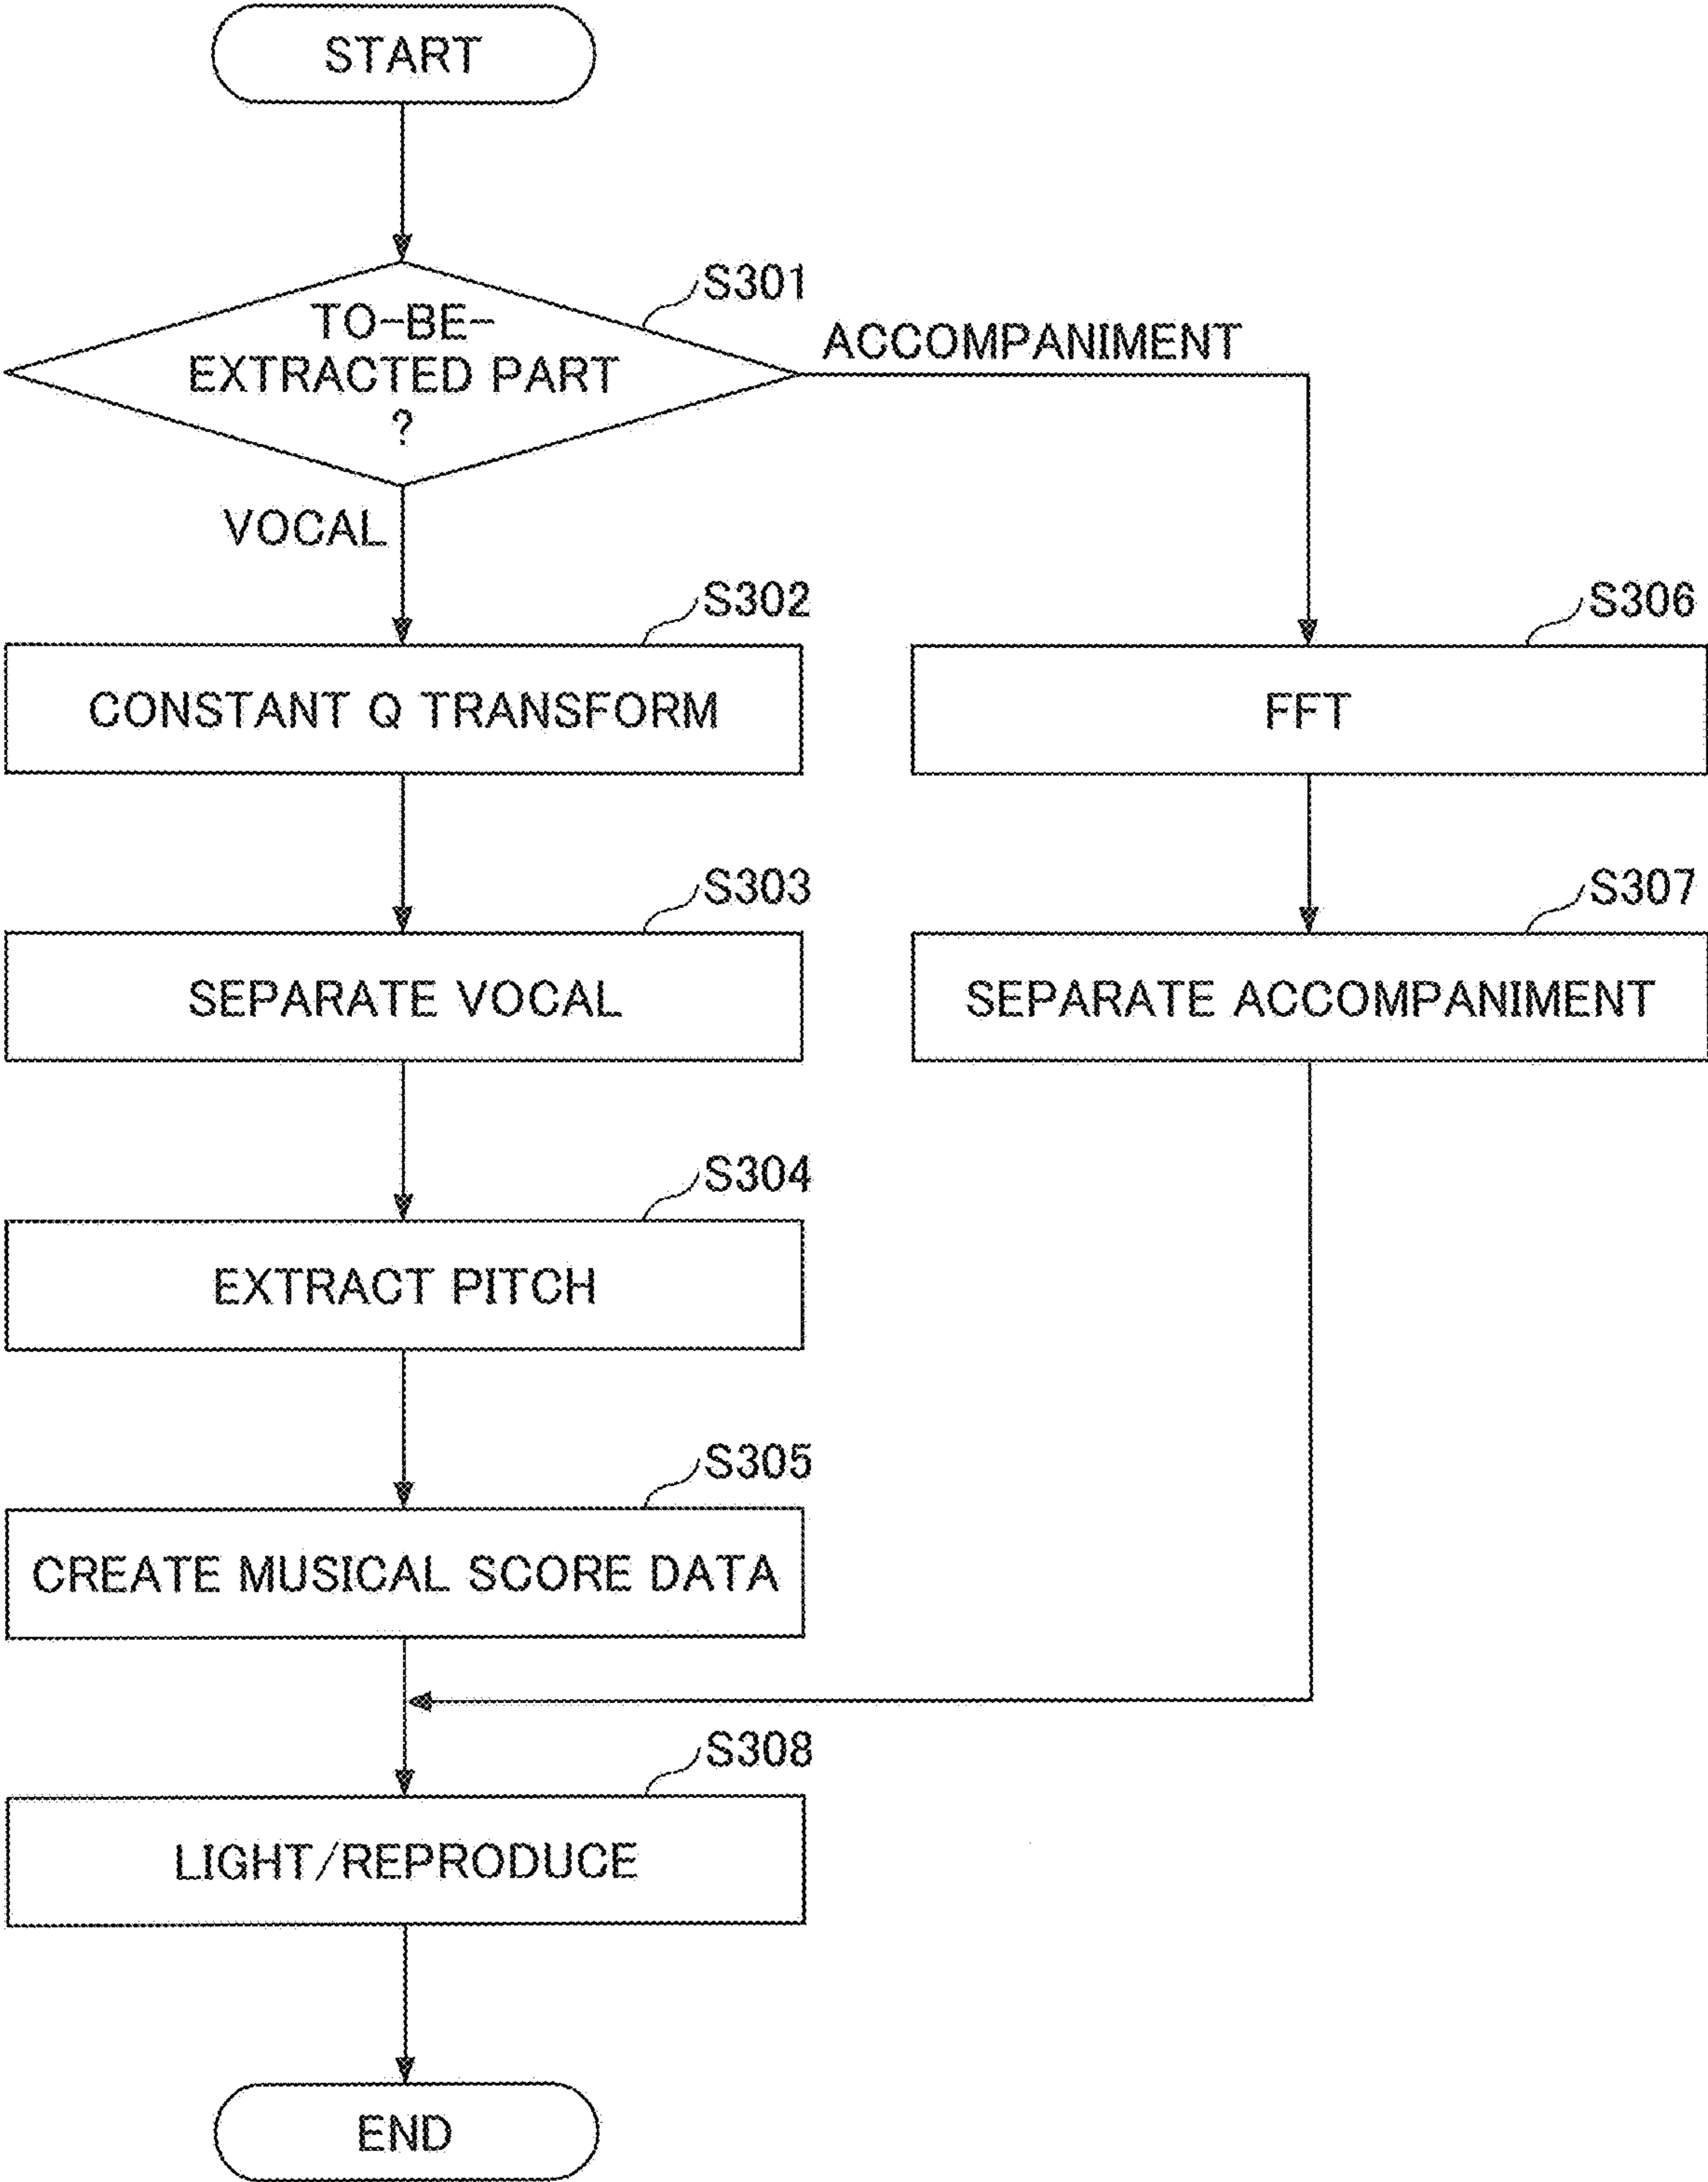 START
S301
TO-BE-
EXTRACTED PART
?
ACCOMPANIMENT
VOCAL
S302
CONSTANT Q TRANSFORM
S306
FFT
S303
SEPARATE VOCAL
S307
SEPARATE ACCOMPANIMENT
S304
EXTRACT PITCH
S305
CREATE MUSICAL SCORE DATA
S308
LIGHT/REPRODUCE
END